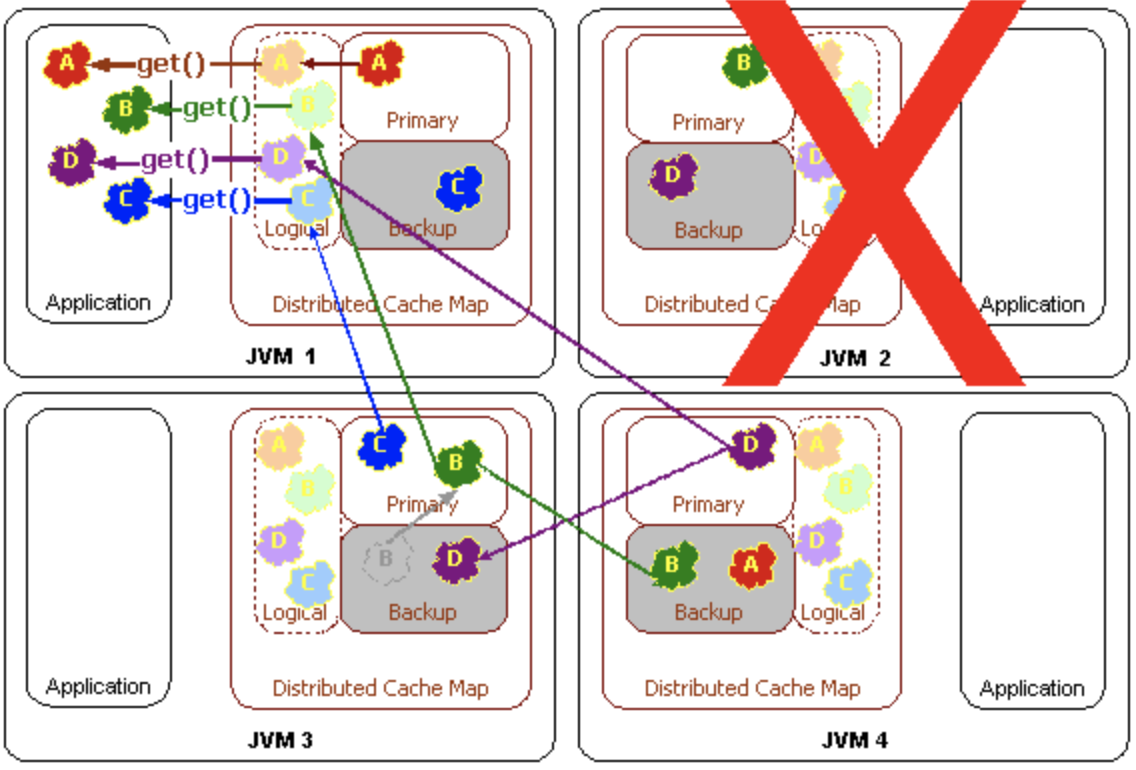 A get() A A
Primary
B get() B
D get() D
C get() C
C
Logical
Backup
Application
Distributed Cache Map
JVM 1
B
Primary
D
D
Backup
Distributed Cache Map
Application
JVM 2
A
C
B
B
Primary
D
B
D
C
Logical
Backup
Application
Distributed Cache Map
JVM 3
D
A
Primary
B
B
A
D
C
Backup
Logical
Distributed Cache Map
Application
JVM 4